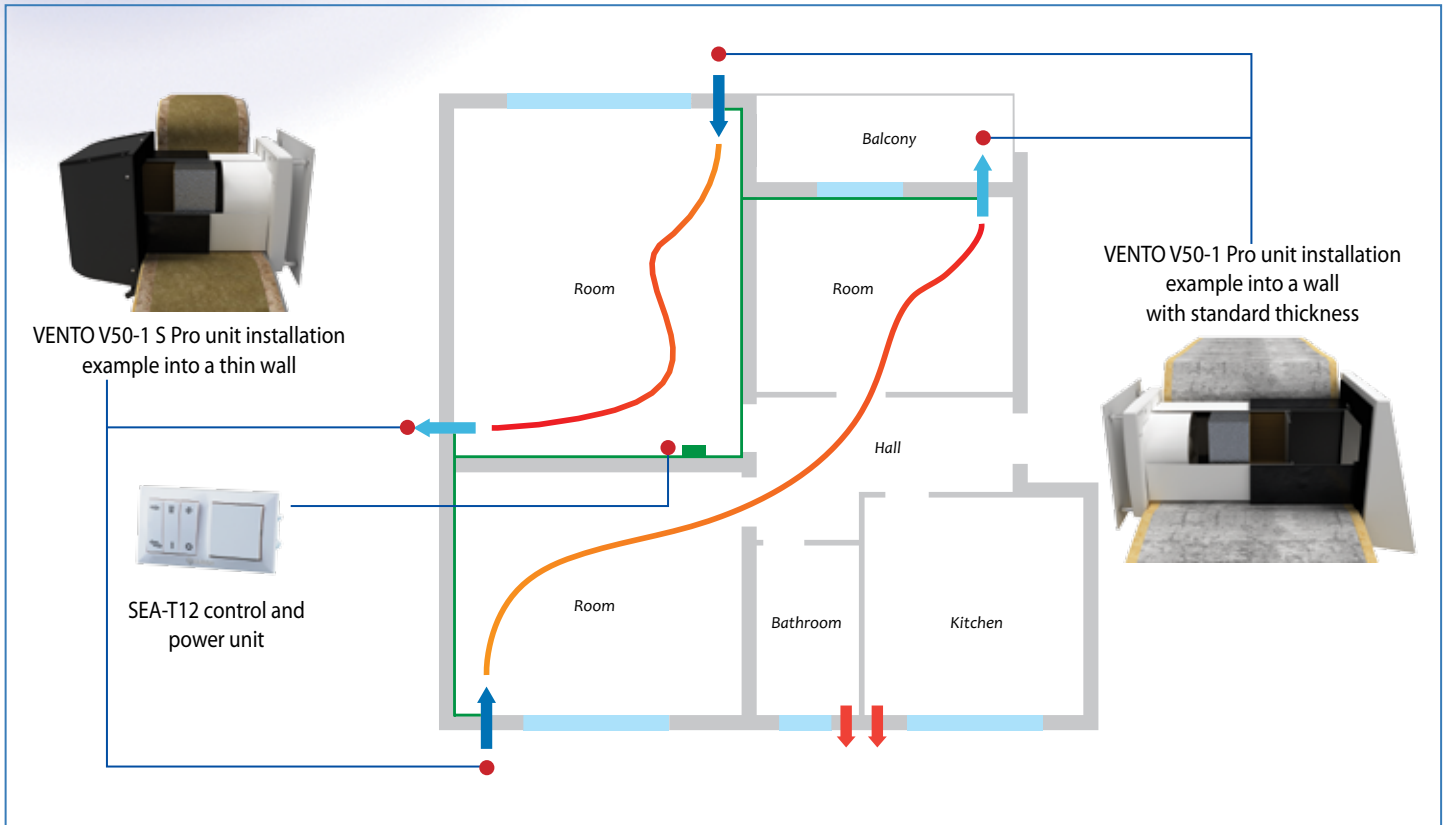 Balcony
Room
Room
VENTO V50-1 S Pro unit installation
example into a thin wall
VENTO V50-1 Pro unit installation
example into a wall
with standard thickness
Hall
SEA-T12 control and
power unit
Room
Bathroom
Kitchen